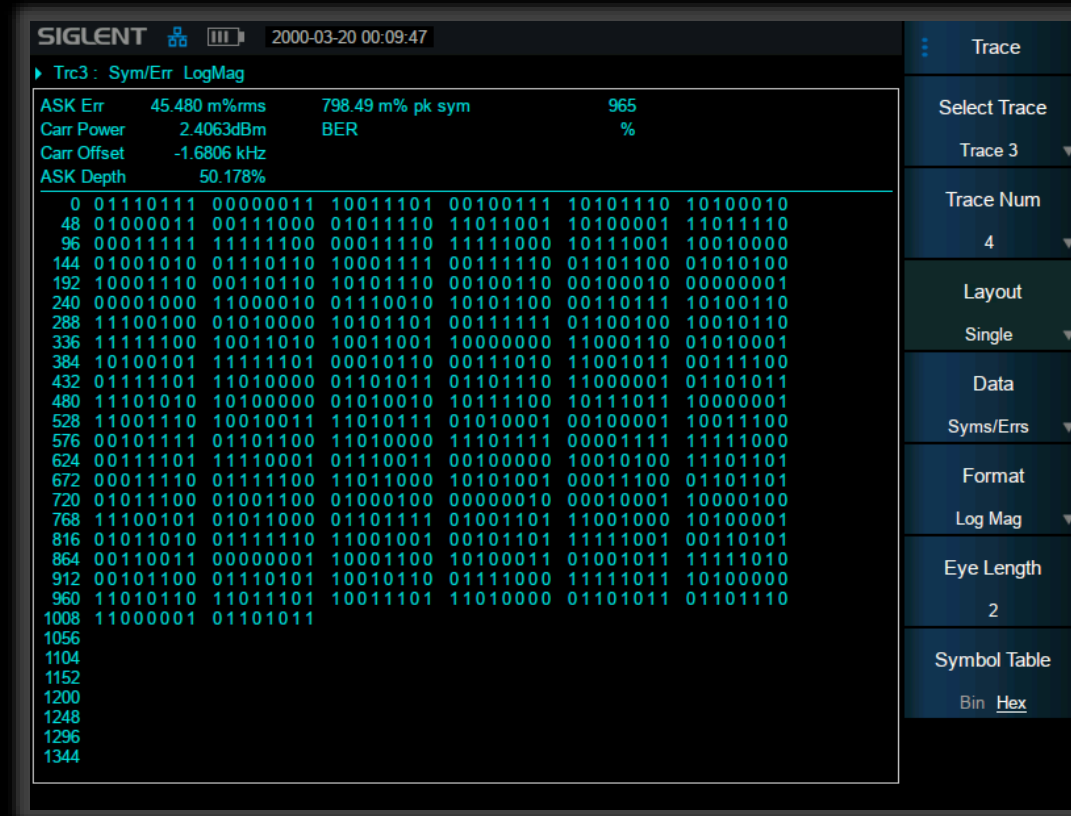 SIGLENT 2000-03-20 00:09:47
Trc3 : Sym/Err LogMag
ASK Err 45.480 m%rms 798.49 m% pk sym 965
Carr Power 2.4063dBm BER %
Carr Offset -1.6806 kHz
ASK Depth 50.178%
0 01110111 00000011 10011101 00100111 10101110 10100010
48 01000011 00111000 01011110 11011001 10100001 11011110
96 00011111 11111100 00011110 11111000 10111001 10010000
144 01001010 01110110 10001111 00111110 01101100 01010100
192 10001110 00110110 10101110 00100110 00100010 00000001
240 00001000 11000010 01110010 10101100 00110111 10100110
288 11100100 01010000 10101101 00111111 01100100 10010110
336 11111100 10011010 10011001 10000000 11000110 01010001
384 10100101 11111101 00010110 00111010 11001011 00111100
432 01111101 11010000 01101011 01101110 11000001 01101011
480 11101010 10100000 01010010 10111100 10111011 10000001
528 11001110 10010011 11010111 01010001 00100001 10011100
576 00101111 01101100 11010000 11101111 00001111 11111000
624 00111101 11110001 01110011 00100000 10010100 11101101
672 00011110 01111100 11011000 10101001 00011100 01101101
720 01011100 01001100 01000100 00000010 00010001 10000100
768 11100101 01011000 01101111 01001101 11001000 10100001
816 01011010 01111110 11001001 00101101 11111001 00110101
864 00110011 00000001 10001100 10100011 01001011 11111010
912 00101100 01110101 10010110 01111000 11111011 10100000
960 11010110 11011101 10011101 11010000 01101011 01101110
1008 11000001 01101011
1056
1104
1152
1200
1248
1296
1344
Trace
Select Trace
Trace 3
Trace Num
4
Layout
Single
Data
Syms/Errs
Format
Log Mag
Eye Length
2
Symbol Table
Bin Hex